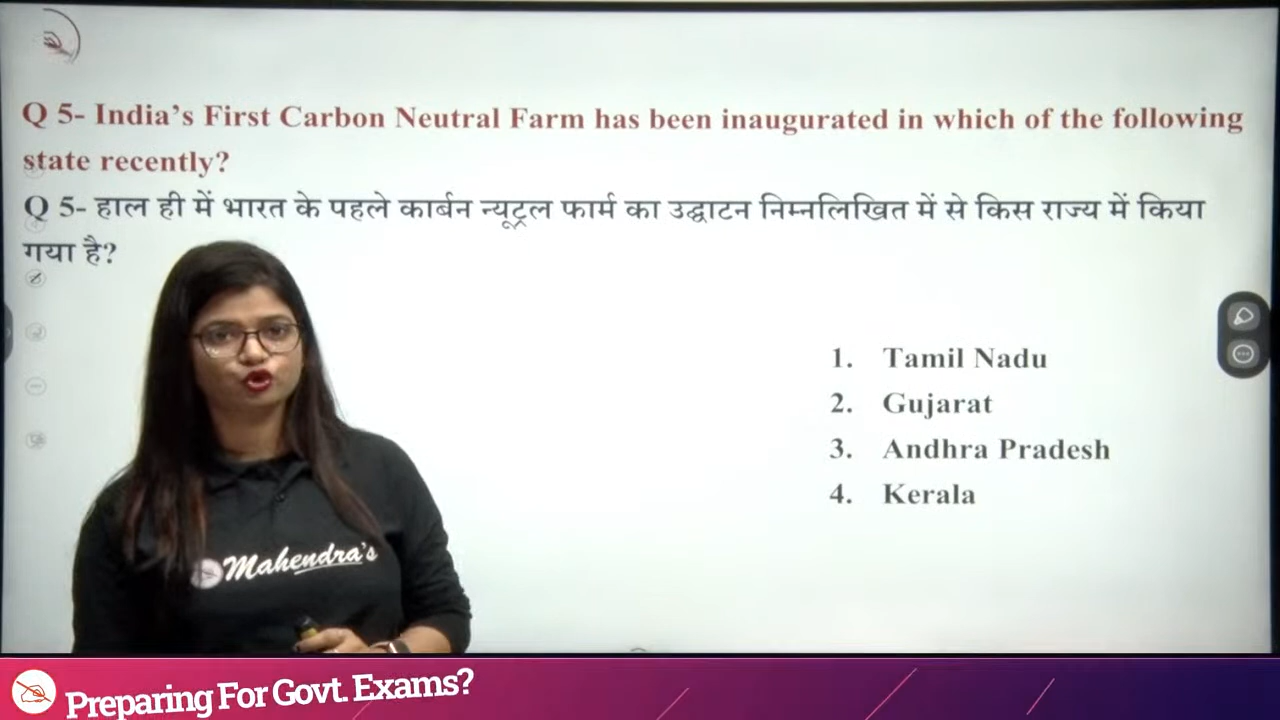 Q 5- India’s First Carbon Neutral Farm has been inaugurated in which of the following
state recently?
Q 5- हाल ही में भारत के पहले कार्बन न्यूट्रल फार्म का उद्घाटन निम्नलिखित में से किस राज्य में किया
गया है?
1. Tamil Nadu
2. Gujarat
3. Andhra Pradesh
4. Kerala
Mahendra's
Preparing For Govt. Exams?